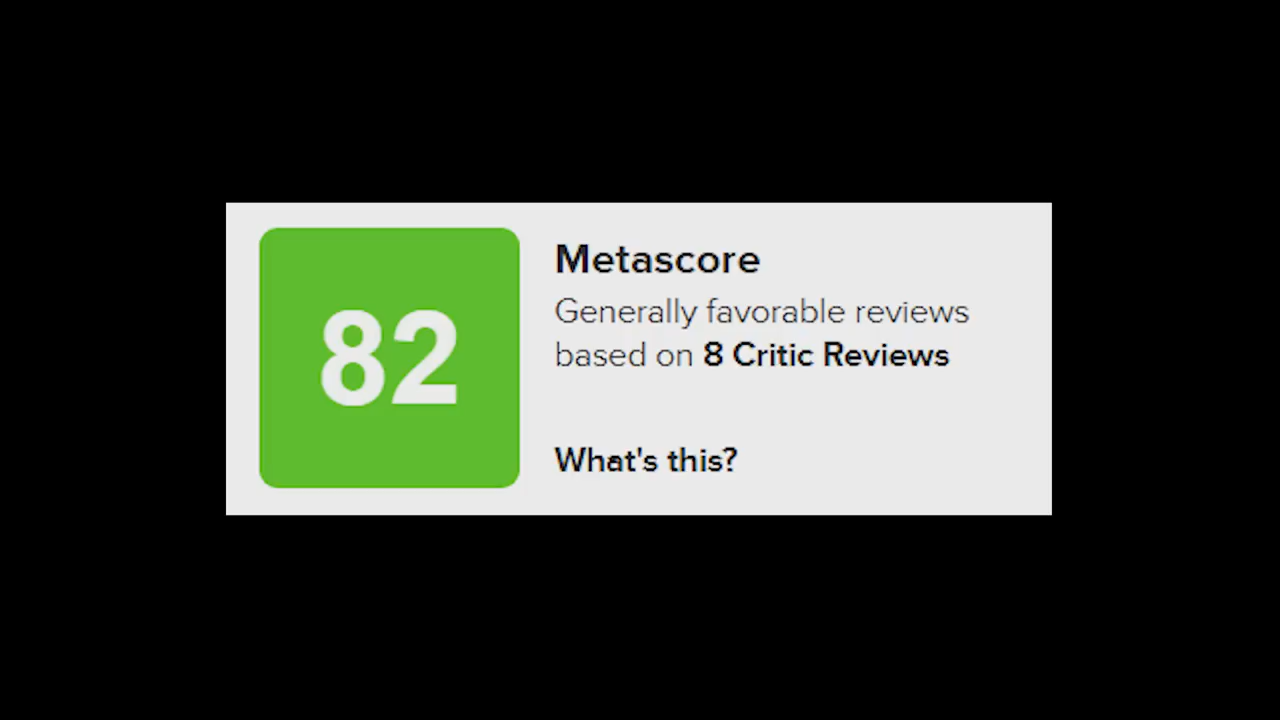 82
Metascore
Generally favorable reviews
based on 8 Critic Reviews
What's this?